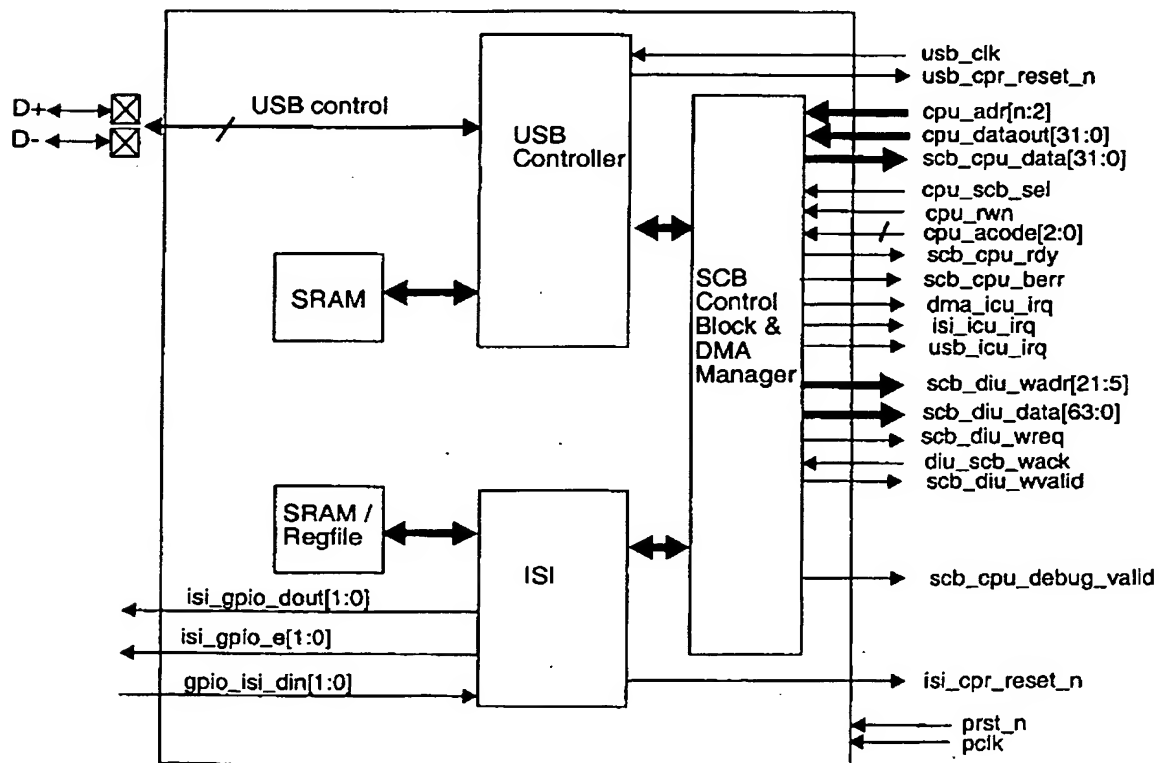 usb_clk
usb_cpr_reset_n
D+
D-
USB control
USB
Controller
cpu_adr[n:2]
cpu_dataout[31:0]
scb_cpu_data[31:0]
cpu_scb_sel
cpu_rwn
cpu_acode[2:0]
scb_cpu_rdy
scb_cpu_berr
dma_icu_irq
isi_icu_irq
usb_icu_irq
SRAM
SCB
Control
Block &
DMA
Manager
scb_diu_wadr[21:5]
scb_diu_data[63:0]
scb_diu_wreq
diu_scb_wack
scb_diu_wvalid
SRAM /
Regfile
ISI
scb_cpu_debug_valid
isi_gpio_dout[1:0]
isi_gpio_e[1:0]
gpio_isi_din[1:0]
isi_cpr_reset_n
prst_n
pclk